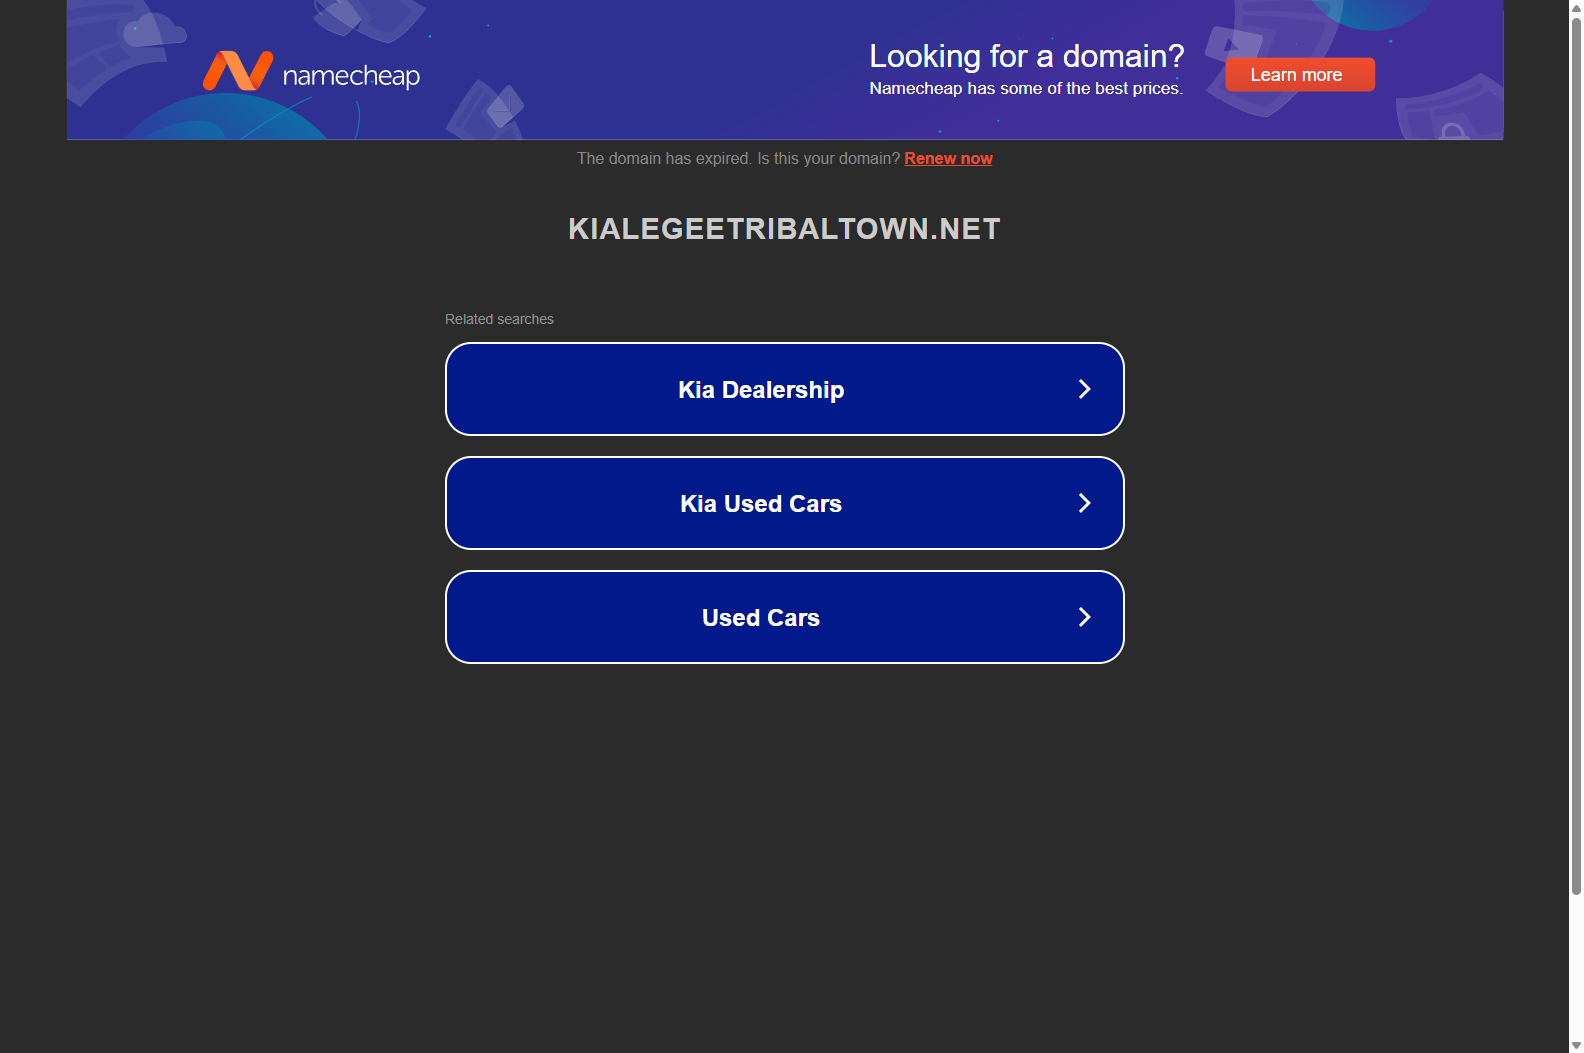 namecheap
Looking for a domain?
Namecheap has some of the best prices.
Learn more
The domain has expired. Is this your domain? Renew now
KIALEGEETRIBALTOWN.NET
Related searches
Kia Dealership
Kia Used Cars
Used Cars